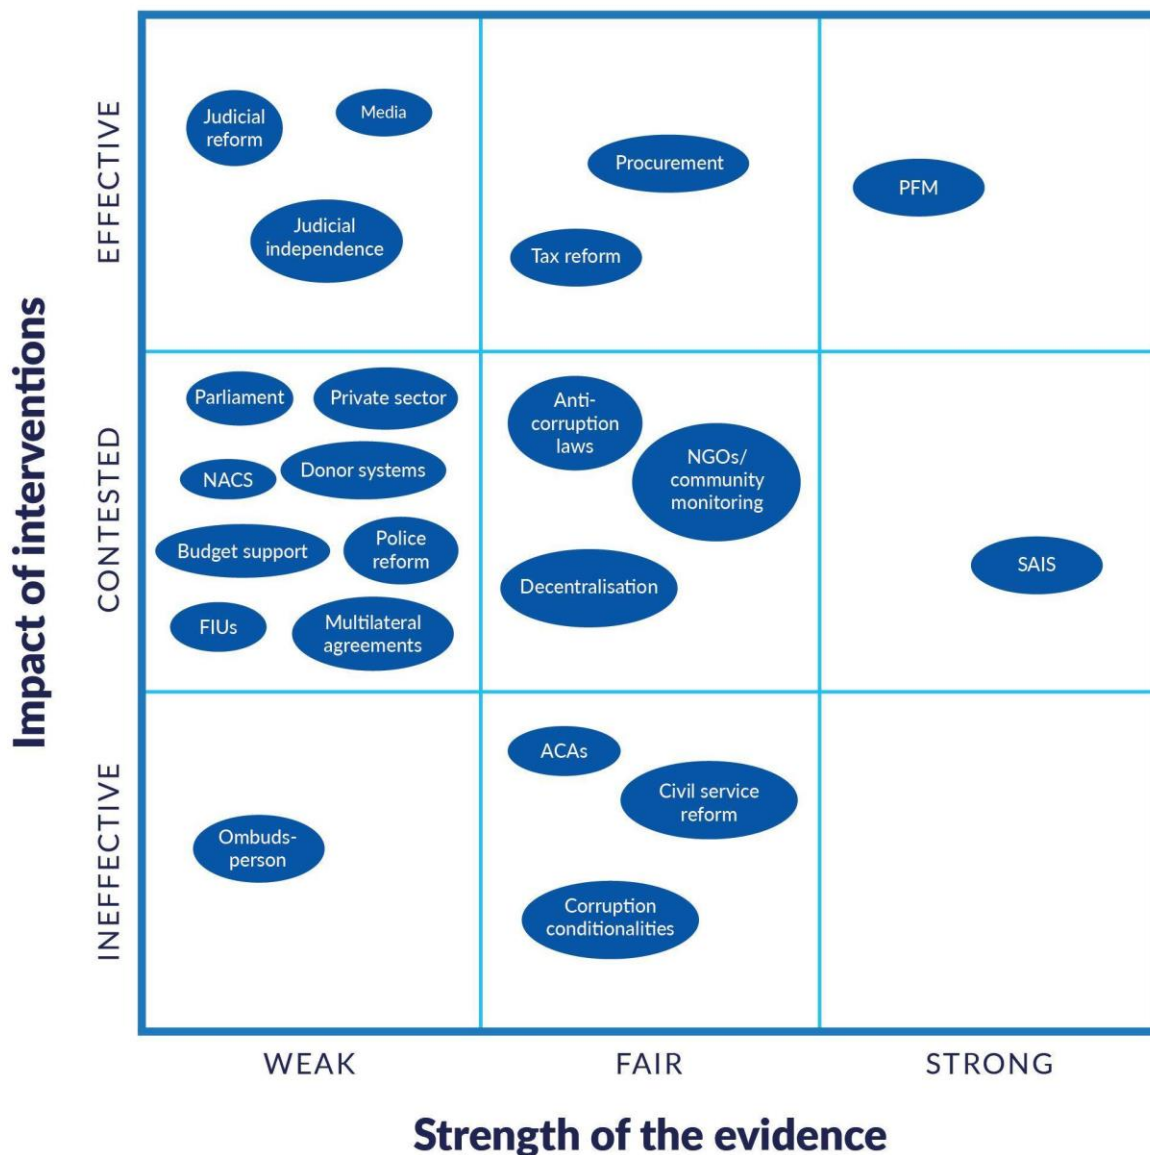 Impact of interventions
EFFECTIVE
Judicial
reform
Media
Judicial
independence
Procurement
Tax reform
PFM
CONTESTED
Parliament
Private sector
NACS
Donor systems
Budget support
Police
reform
FIUs
Multilateral
agreements
Anti-
corruption
laws
NGOs/
community
monitoring
Decentralisation
SAIS
INEFFECTIVE
Ombuds-
person
ACAs
Civil service
reform
Corruption
conditionalities
WEAK
FAIR
STRONG
Strength of the evidence